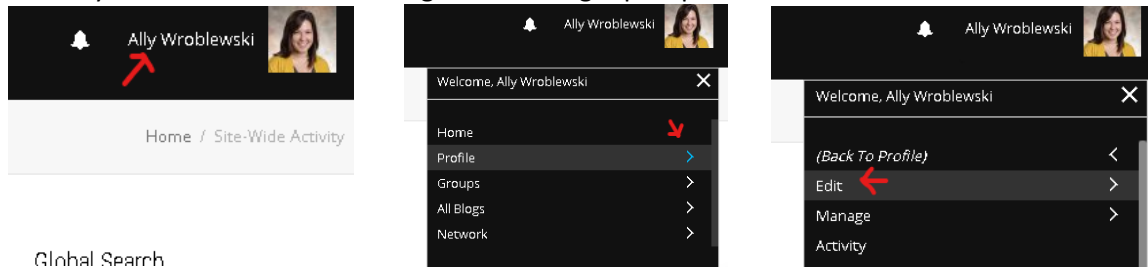 Ally Wroblewski
Home / Site-Wide Activity
Global Search
Ally Wroblewski
Welcome, Ally Wroblewski
Home
Profile
Groups
All Blogs
Network
Ally Wroblewski
Welcome, Ally Wroblewski
(Back To Profile)
Edit
Manage
Activity